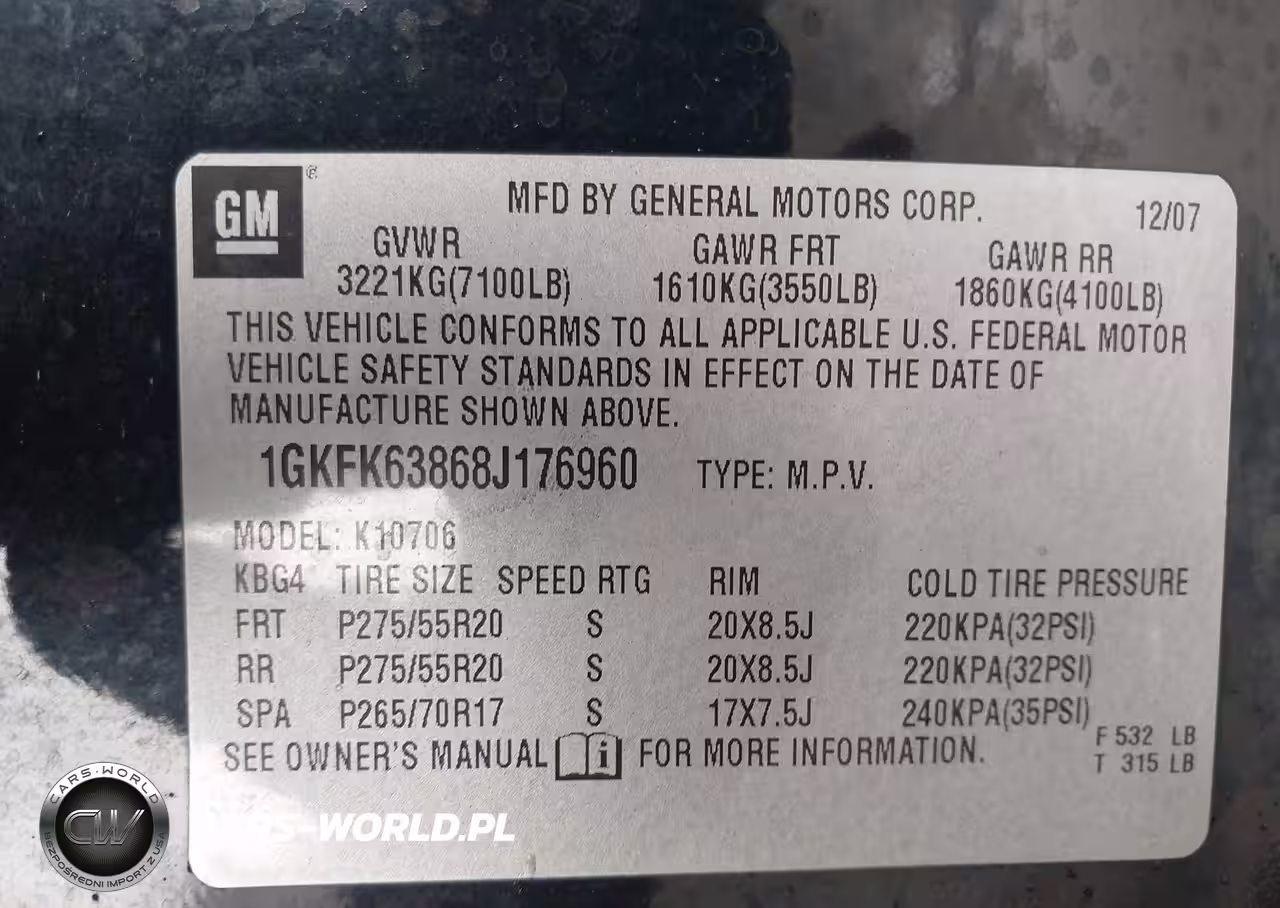 GM®
MFD BY GENERAL MOTORS CORP. 12/07
GVWR GAWR FRT GAWR RR
3221KG(7100LB) 1610KG(3550LB) 1860KG(4100LB)
THIS VEHICLE CONFORMS TO ALL APPLICABLE U.S. FEDERAL MOTOR
VEHICLE SAFETY STANDARDS IN EFFECT ON THE DATE OF
MANUFACTURE SHOWN ABOVE.
1GKFK63868J176960 TYPE: M.P.V.
MODEL: K10706
KBG4 TIRE SIZE SPEED RTG RIM COLD TIRE PRESSURE
FRT P275/55R20 S 20X8.5J 220KPA(32PSI)
RR P275/55R20 S 20X8.5J 220KPA(32PSI)
SPA P265/70R17 S 17X7.5J 240KPA(35PSI)
F 532 LB
T 315 LB
SEE OWNER'S MANUAL i FOR MORE INFORMATION.
CARS-WORLD
CW
BEZPOŚREDNI IMPORT Z USA
CARS-WORLD.PL